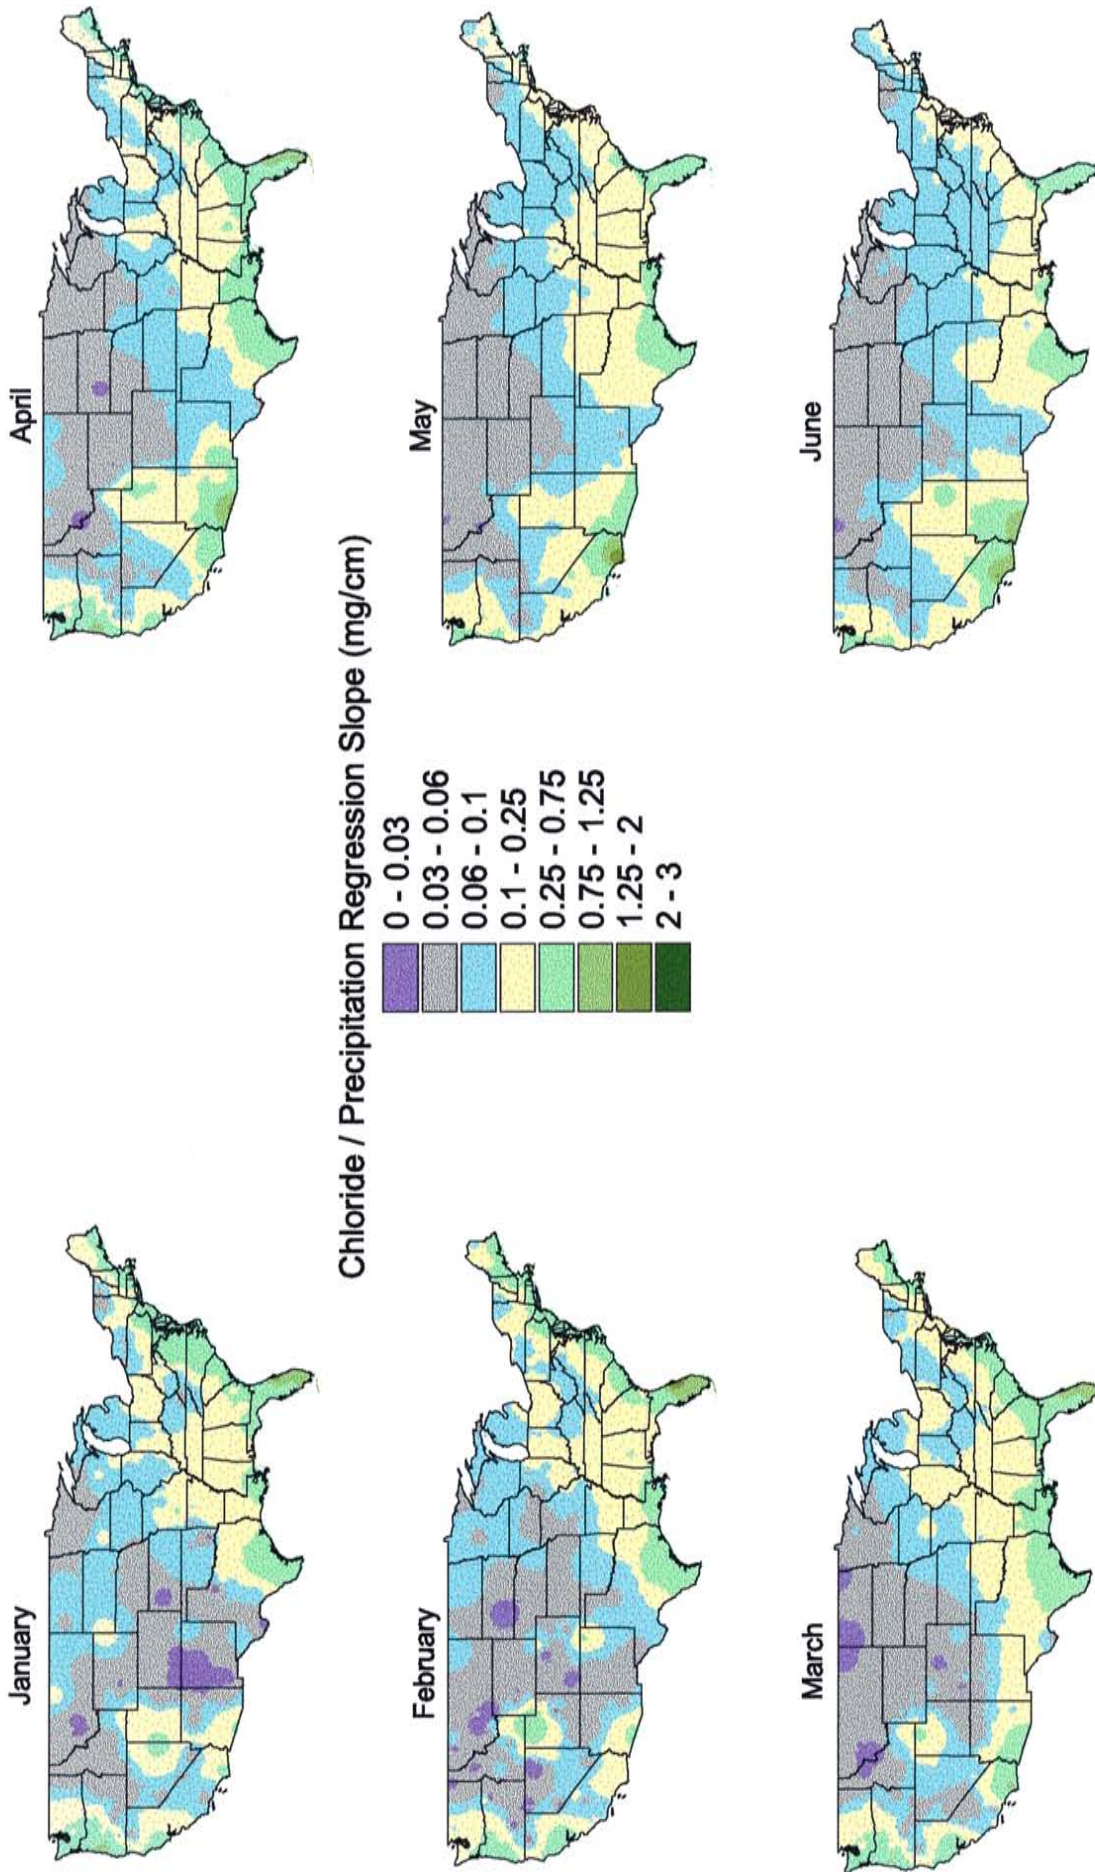 January
April
February
May
March
June
Chloride / Precipitation Regression Slope (mg/cm)
0 - 0.03
0.03 - 0.06
0.06 - 0.1
0.1 - 0.25
0.25 - 0.75
0.75 - 1.25
1.25 - 2
2 - 3